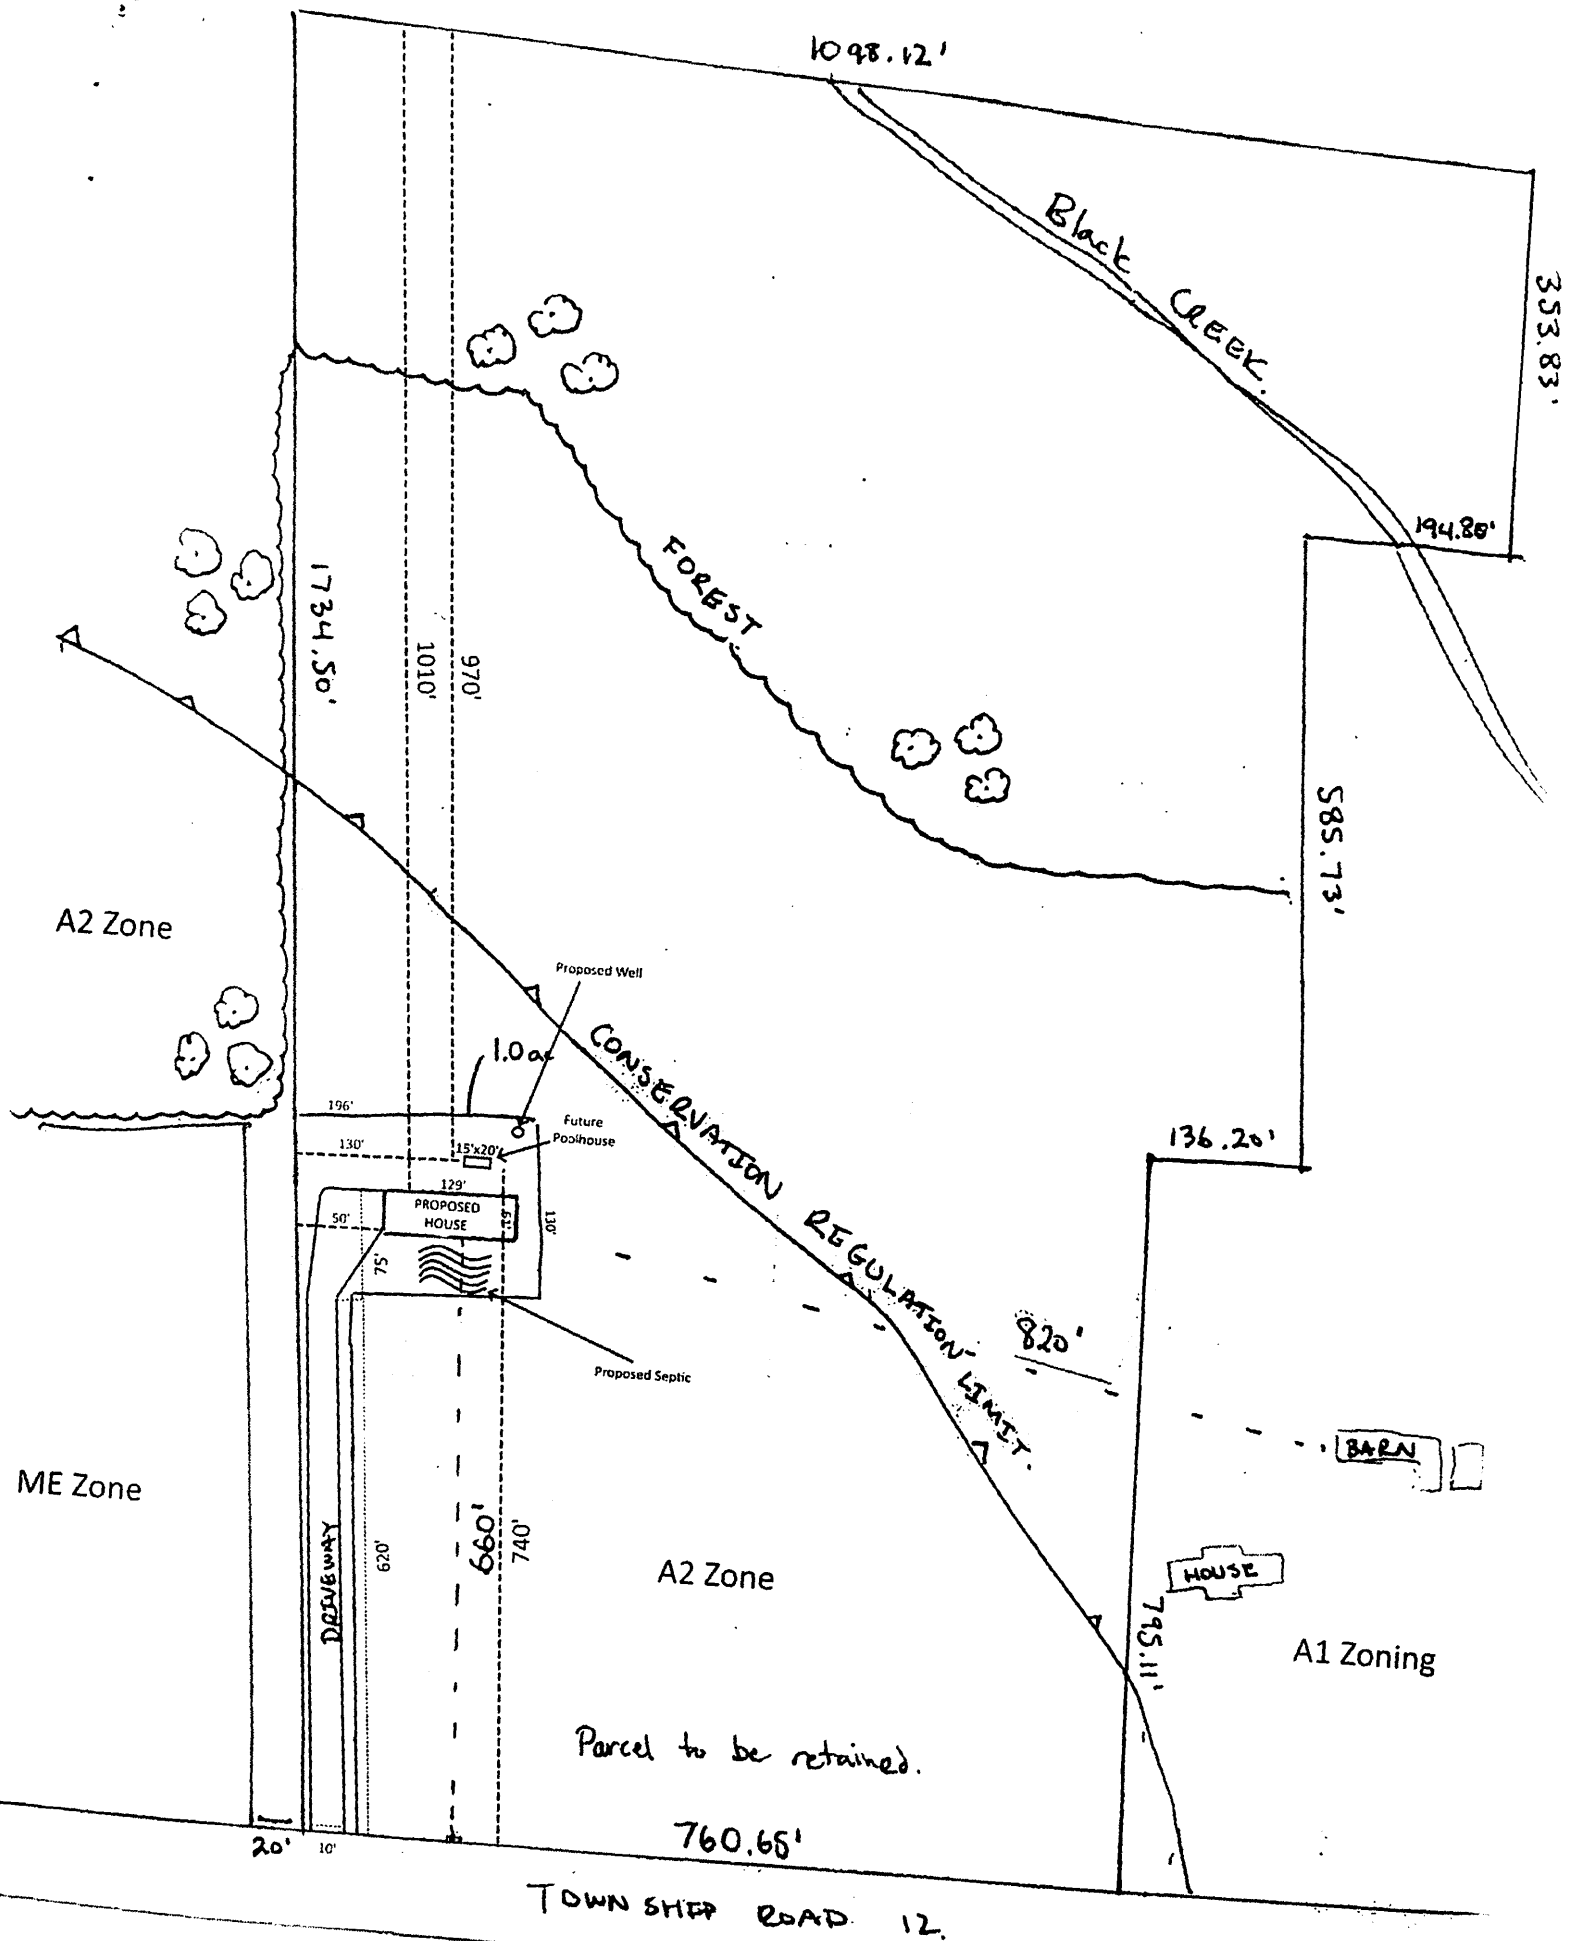 1098.12'
Black
CREEK.
353.83'
194.80'
FOREST
1734.50'
1010'
970'
585.73'
A2 Zone
Proposed Well
1.0 ac
CONSERVATION REGULATION LIMIT.
196'
Future
Poolhouse
130'
15'x20'
136.20'
129'
PROPOSED
HOUSE
50'
130'
75'
820'
Proposed Septic
BARN
ME Zone
DRIVEWAY
620'
660'
740'
A2 Zone
HOUSE
795.11'
A1 Zoning
Parcel to be retained.
760.65'
20'
10'
TOWNSHIP ROAD 12.